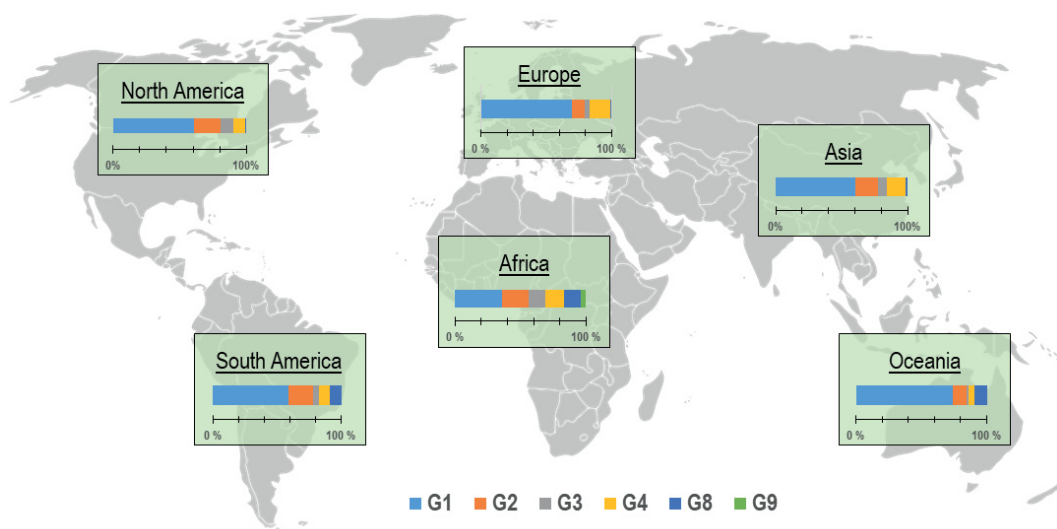 North America
0%
100%
Europe
0 %
100 %
Asia
0%
100%
Africa
0 %
100 %
South America
0 %
100 %
Oceania
0 %
100 %
G1 G2 G3 G4 G8 G9